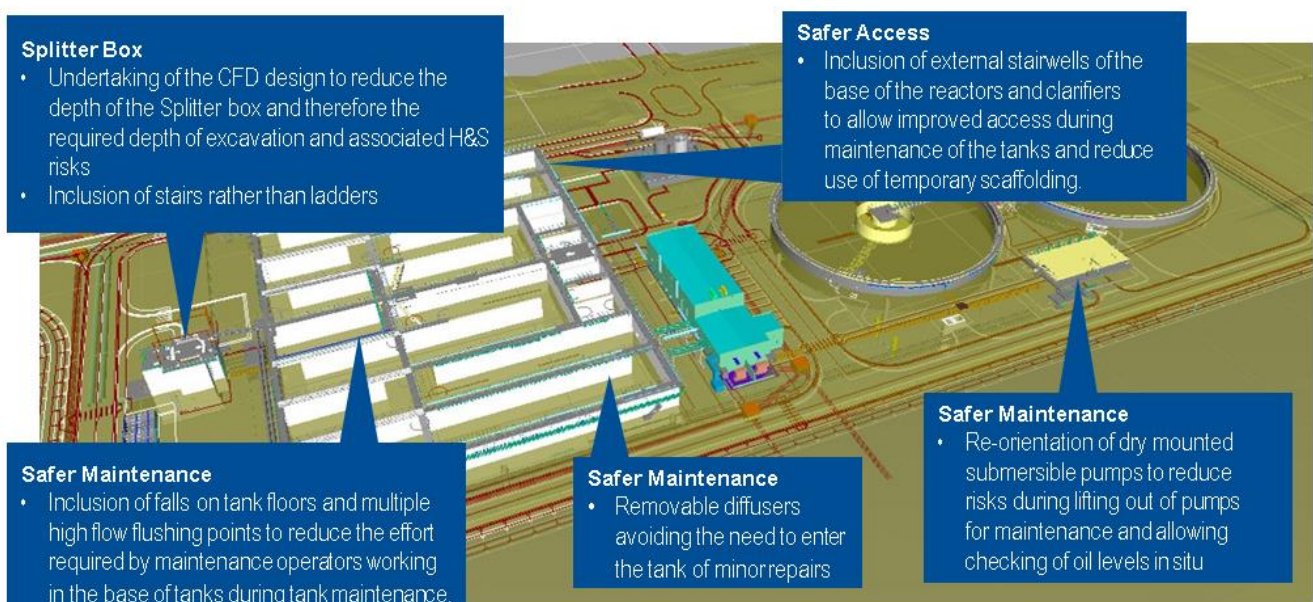 Splitter Box
• Undertaking of the CFD design to reduce the
depth of the Splitter box and therefore the
required depth of excavation and associated H&S
risks
• Inclusion of stairs rather than ladders
Safer Access
• Inclusion of external stairwells of the
base of the reactors and clarifiers
to allow improved access during
maintenance of the tanks and reduce
use of temporary scaffolding.
Safer Maintenance
• Inclusion of falls on tank floors and multiple
high flow flushing points to reduce the effort
required by maintenance operators working
in the base of tanks during tank maintenance.
Safer Maintenance
• Removable diffusers
avoiding the need to enter
the tank of minor repairs
Safer Maintenance
• Re-orientation of dry mounted
submersible pumps to reduce
risks during lifting out of pumps
for maintenance and allowing
checking of oil levels in situ